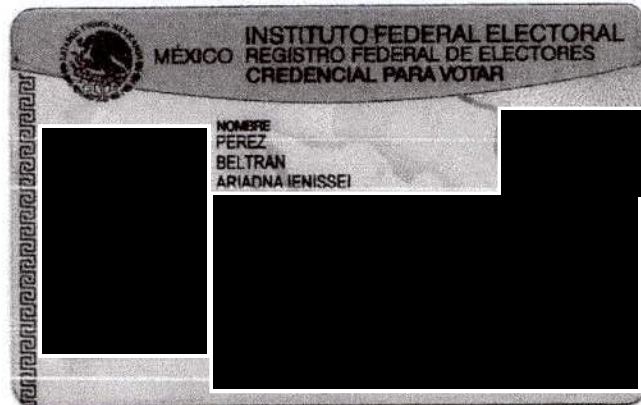 MÉXICO
INSTITUTO FEDERAL ELECTORAL
REGISTRO FEDERAL DE ELECTORES
CREDENCIAL PARA VOTAR
NOMBRE
PEREZ
BELTRAN
ARIADNA IENISSEI